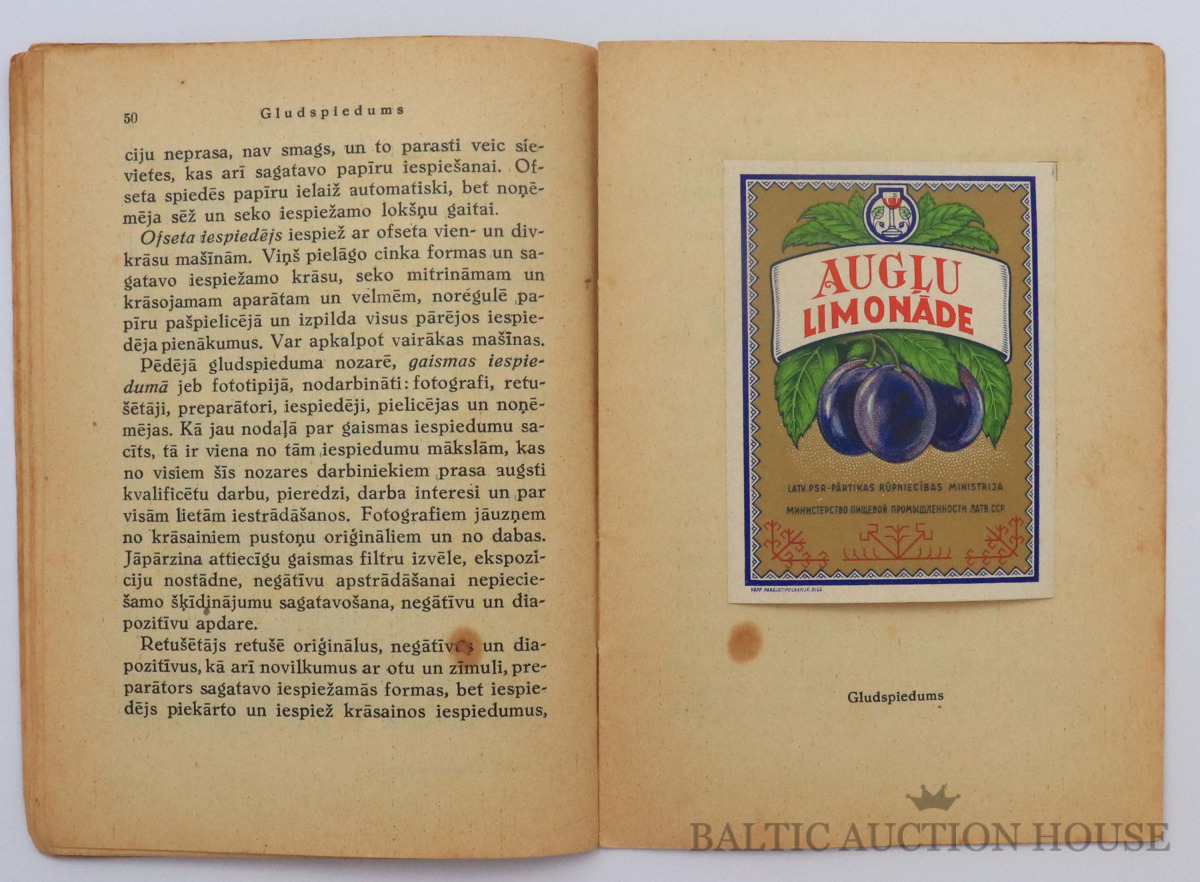 50
Gludspiedums
ciju neprasa, nav smags, un to parasti veic sie-
vietes, kas arī sagatavo papīru iespiešanai. Of-
seta spiedēs papīru ielaiž automatiski, bet noņē-
mēja sēž un seko iespiežamo lokšņu gaitai.
Ofseta iespiedējs iespiež ar ofseta vien- un div-
krāsu mašīnām. Viņš pielāgo cinka formas un sa-
gatavo iespiežamo krāsu, seko mitrināmam un
krāsojamam aparātam un velmēm, noregulē pa-
pīru pašpielicējā un izpilda visus pārējos iespie-
dēja pienākumus. Var apkalpot vairākas mašīnas.
Pēdējā gludspieduma nozarē, gaismas iespie-
dumā jeb fototipijā, nodarbināti: fotografi, retu-
šētāji, preparātori, iespiedēji, pielicējas un noņē-
mējas. Kā jau nodaļā par gaismas iespiedumu sa-
cīts, tā ir viena no tām iespiedumu mākslām, kas
no visiem šīs nozares darbiniekiem prasa augsti
kvalificētu darbu, pieredzi, darba interesi un par
visām lietām iestrādāšanos. Fotografiem jāuzņem
no krāsainiem pustoņu oriģināliem un no dabas.
Jāpārzina attiecīgu gaismas filtru izvēle, ekspozī-
ciju nostādne, negātīvu apstrādāšanai nepiecie-
šamo šķīdinājumu sagatavošana, negātīvu un dia-
pozitīvu apdare.
Retušētājs retušē oriģinālus, negātīvus un dia-
pozitīvus, kā arī novilkumus ar otu un zīmuli, pre-
parātors sagatavo iespiežamās formas, bet iespie-
dējs piekārto un iespiež krāsainos iespiedumus,
AUGĻU
LIMONĀDE
LATV. PSR-PĀRTIKAS RŪPNIECĪBAS MINISTRIJA
МИНИСТЕРСТВО ПИЩЕВОЙ ПРОМЫШЛЕННОСТИ ЛАТВ. ССР
Gludspiedums
BALTIC AUCTION HOUSE